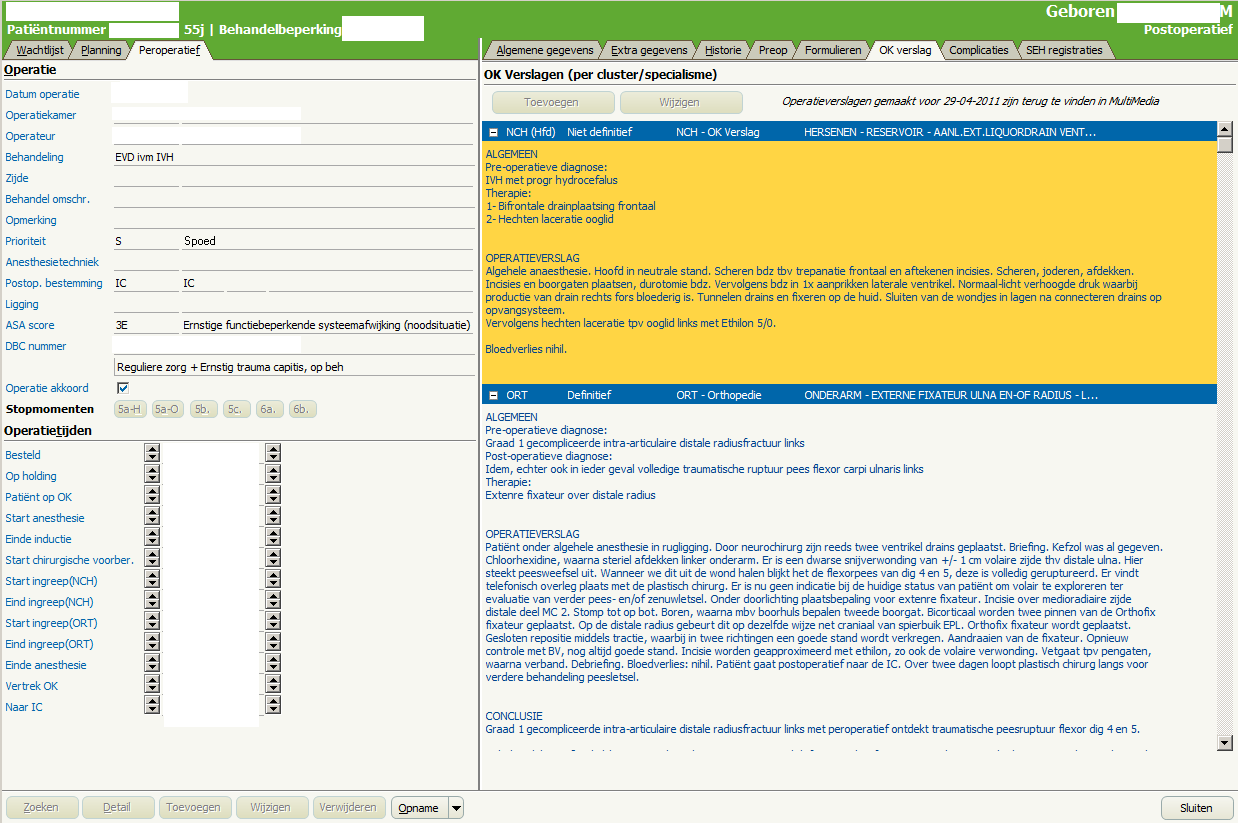 Geboren M
Patiëntnummer 55j | Behandelbeperking
Postoperatief
Wachtlijst Planning Peroperatief
Algemene gegevens Extra gegevens Historie Preop Formulieren OK verslag Complicaties SEH registraties
Operatie
Datum operatie
Operatiekamer
Operateur
Behandeling EVD ivm IVH
Zijde
Behandel omschr.
Opmerking
Prioriteit S Spoed
Anesthesietechniek
Postop. bestemming IC IC
Ligging
ASA score 3E Ernstige functiebeperkende systeemafwijking (noodsituatie)
DBC nummer
Reguliere zorg + Ernstig trauma capitis, op beh
Operatie akkoord
Stopmomenten 5a-H 5a-O 5b. 5c. 6a. 6b.
Operatietijden
Besteld
Op holding
Patiënt op OK
Start anesthesie
Einde inductie
Start chirurgische voorber.
Start ingreep(NCH)
Eind ingreep(NCH)
Start ingreep(ORT)
Eind ingreep(ORT)
Einde anesthesie
Vertrek OK
Naar IC
OK Verslagen (per cluster/specialisme)
Toevoegen Wijzigen Operatieverslagen gemaakt voor 29-04-2011 zijn terug te vinden in MultiMedia
NCH (Hfd) Niet definitief NCH - OK Verslag HERSENEN - RESERVOIR - AANL.EXT.LIQUORDRAIN VENT...
ALGEMEEN
Pre-operatieve diagnose:
IVH met progr hydrocefalus
Therapie:
1- Bifrontale drainplaatsing frontaal
2- Hechten laceratie ooglid
OPERATIEVERSLAG
Algehele anaesthesie. Hoofd in neutrale stand. Scheren bdz tbv trepanatie frontaal en aftekenen incisies. Scheren, joderen, afdekken.
Incisies en boorgaten plaatsen, durotomie bdz. Vervolgens bdz in 1x aanprikken laterale ventrikel. Normaal-licht verhoogde druk waarbij
productie van drain rechts fors bloederig is. Tunnelen drains en fixeren op de huid. Sluiten van de wondjes in lagen na connecteren drains op
opvangsysteem.
Vervolgens hechten laceratie tpv ooglid links met Ethilon 5/0.
Bloedverlies nihil.
ORT Definitief ORT - Orthopedie ONDERARM - EXTERNE FIXATEUR ULNA EN-OF RADIUS - L...
ALGEMEEN
Pre-operatieve diagnose:
Graad 1 gecompliceerde intra-articulaire distale radiusfractuur links
Post-operatieve diagnose:
Idem, echter ook in ieder geval volledige traumatische ruptuur pees flexor carpi ulnaris links
Therapie:
Extenre fixateur over distale radius
OPERATIEVERSLAG
Patiënt onder algehele anesthesie in rugligging. Door neurochirurg zijn reeds twee ventrikel drains geplaatst. Briefing. Kefzol was al gegeven.
Chloorhexidine, waarna steriel afdekken linker onderarm. Er is een dwarse snijverwonding van +/- 1 cm volaire zijde thv distale ulna. Hier
steekt peesweefsel uit. Wanneer we dit uit de wond halen blijkt het de flexorpees van dig 4 en 5, deze is volledig geruptureerd. Er vindt
telefonisch overleg plaats met de plastisch chirurg. Er is nu geen indicatie bij de huidige status van patiënt om volair te exploreren ter
evaluatie van verder pees- en/of zenuwletsel. Onder doorlichting plaatsbepaling voor extenre fixateur. Incisie over medioradiaire zijde
distale deel MC 2. Stomp tot op bot. Boren, waarna mbv boorhuls bepalen tweede boorgat. Bicorticaal worden twee pinnen van de Orthofix
fixateur geplaatst. Op de distale radius gebeurt dit op dezelfde wijze net craniaal van spierbuik EPL. Orthofix fixateur wordt geplaatst.
Gesloten repositie middels tractie, waarbij in twee richtingen een goede stand wordt verkregen. Aandraaien van de fixateur. Opnieuw
controle met BV, nog altijd goede stand. Incisie worden geapproximeerd met ethilon, zo ook de volaire verwonding. Vetgaat tpv pengaten,
waarna verband. Debriefing. Bloedverlies: nihil. Patiënt gaat postoperatief naar de IC. Over twee dagen loopt plastisch chirurg langs voor
verdere behandeling peesletsel.
CONCLUSIE
Graad 1 gecompliceerde intra-articulaire distale radiusfractuur links met peroperatief ontdekt traumatische peesruptuur flexor dig 4 en 5.
Zoeken Detail Toevoegen Wijzigen Verwijderen Opname Sluiten